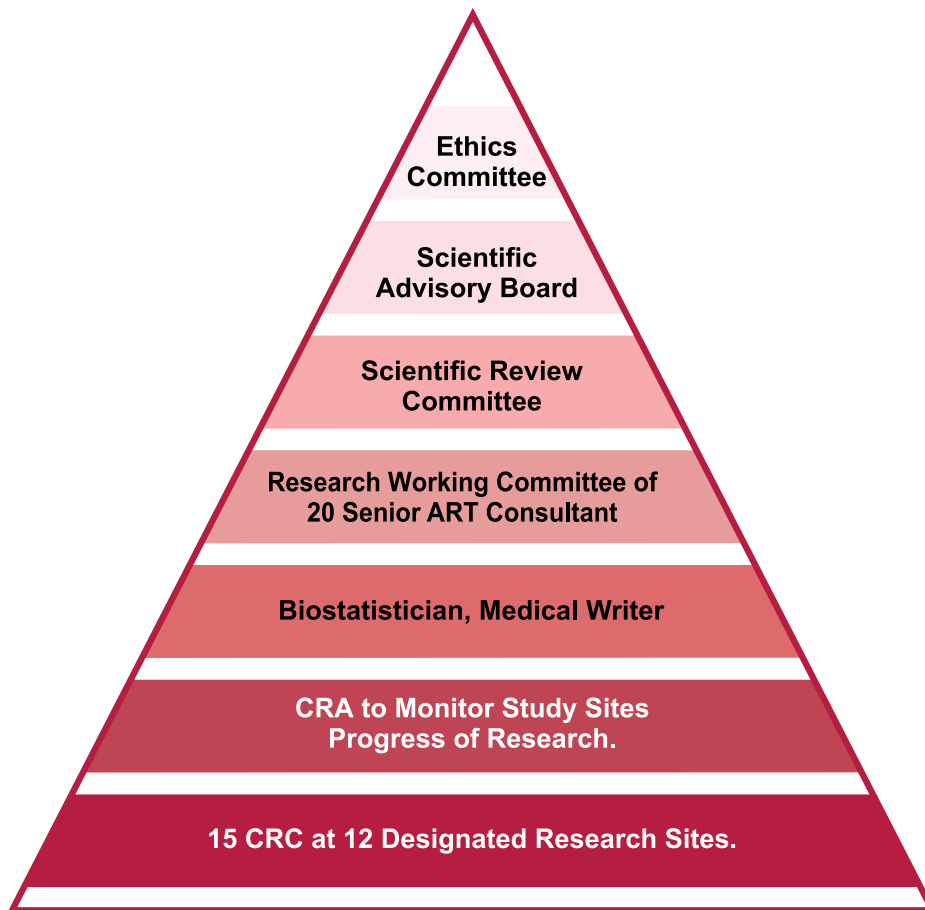 Ethics
Committee
Scientific
Advisory Board
Scientific Review
Committee
Research Working Committee of
20 Senior ART Consultant
Biostatistician, Medical Writer
CRA to Monitor Study Sites
Progress of Research.
15 CRC at 12 Designated Research Sites.